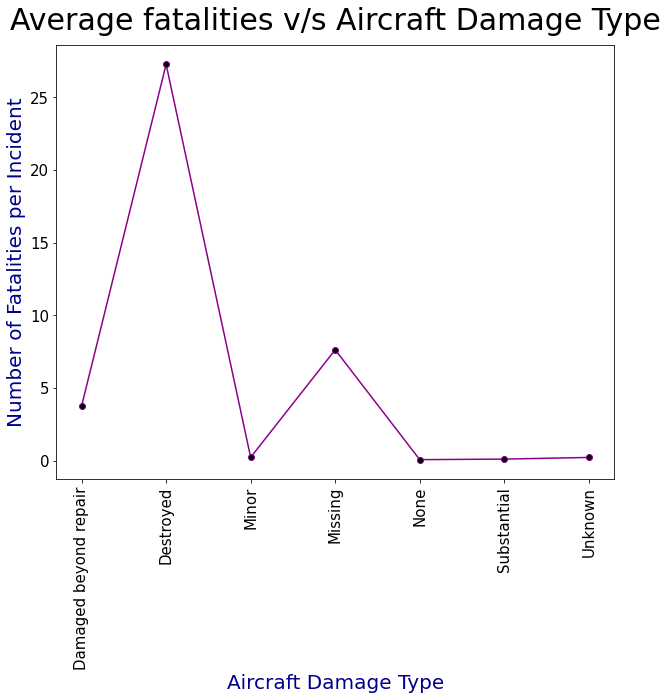 Average fatalities v/s Aircraft Damage Type
Number of Fatalities per Incident
25
20
15
10
5
0
Damaged beyond repair
Destroyed
Minor
Missing
None
Substantial
Unknown
Aircraft Damage Type